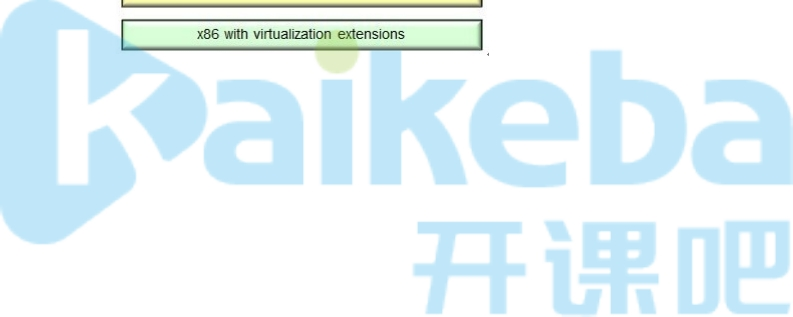 x86 with virtualization extensions
kaikeba
开课吧